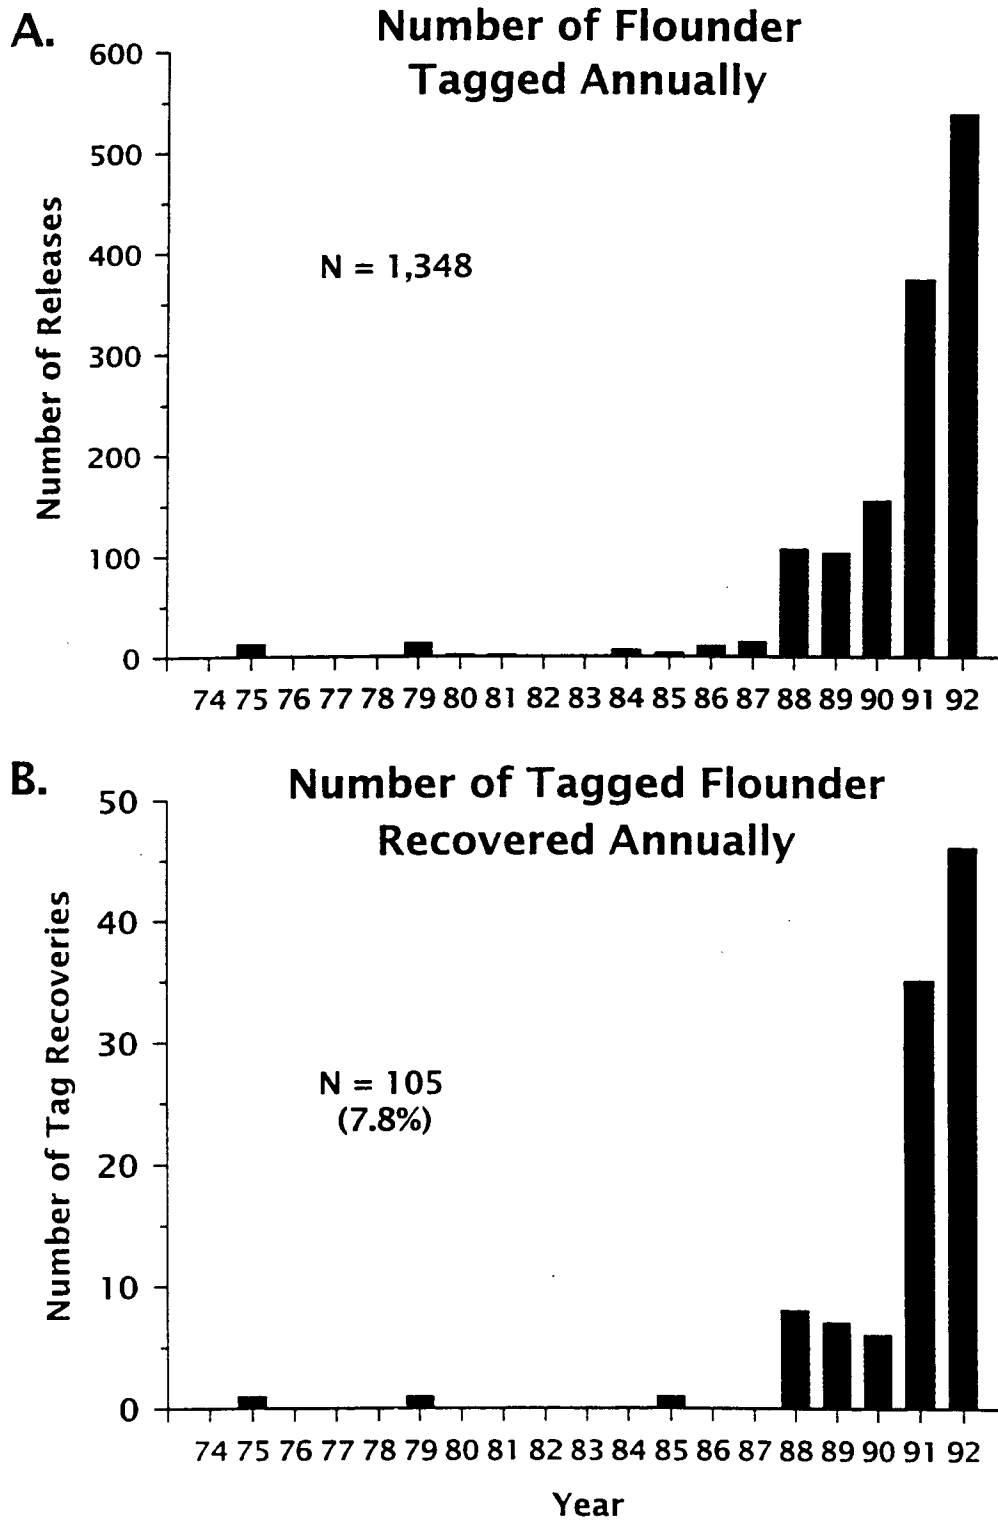 A.
Number of Flounder
Tagged Annually
600
500
400
300
200
100
0
Number of Releases
N = 1,348
74 75 76 77 78 79 80 81 82 83 84 85 86 87 88 89 90 91 92
B.
Number of Tagged Flounder
Recovered Annually
50
40
30
20
10
0
Number of Tag Recoveries
N = 105
(7.8%)
74 75 76 77 78 79 80 81 82 83 84 85 86 87 88 89 90 91 92
Year